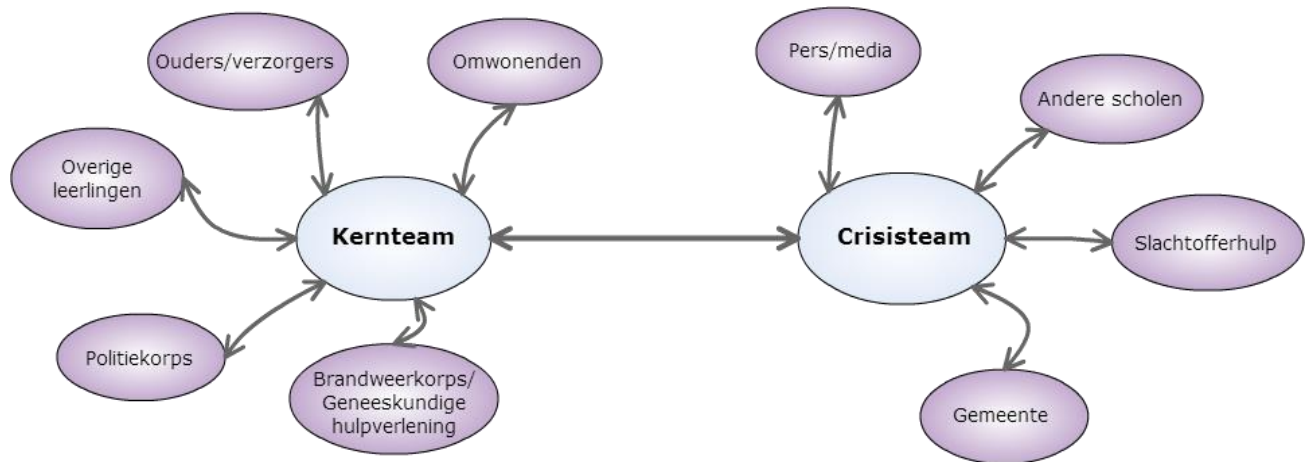 Ouders/verzorgers
Omwonenden
Pers/media
Andere scholen
Overige
leerlingen
Kernteam
Crisisteam
Slachtofferhulp
Politiekorps
Brandweerkorps/
Geneeskundige
hulpverlening
Gemeente